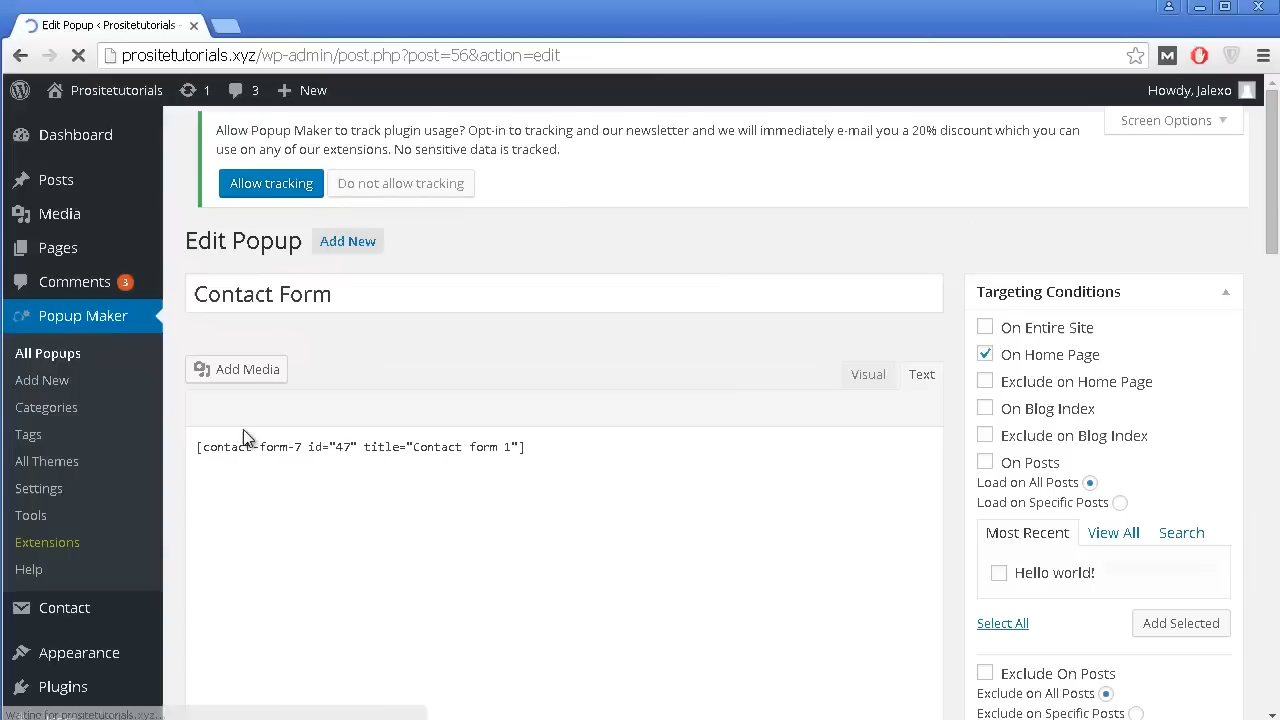 Edit Popup ‹ Prositetutorials -
prositetutorials.xyz/wp-admin/post.php?post=56&action=edit
Prositetutorials 1 3 New Howdy, Jalexo
Dashboard
Posts
Media
Pages
Comments 3
Popup Maker
All Popups
Add New
Categories
Tags
All Themes
Settings
Tools
Extensions
Help
Contact
Appearance
Plugins
Waiting for prositetutorials.xyz...
Allow Popup Maker to track plugin usage? Opt-in to tracking and our newsletter and we will immediately e-mail you a 20% discount which you can
use on any of our extensions. No sensitive data is tracked.
Allow tracking Do not allow tracking
Screen Options
Edit Popup Add New
Contact Form
Add Media
Visual Text
[contact-form-7 id="47" title="Contact form 1"]
Targeting Conditions
On Entire Site
On Home Page
Exclude on Home Page
On Blog Index
Exclude on Blog Index
On Posts
Load on All Posts
Load on Specific Posts
Most Recent View All Search
Hello world!
Select All Add Selected
Exclude On Posts
Exclude on All Posts
Exclude on Specific Posts